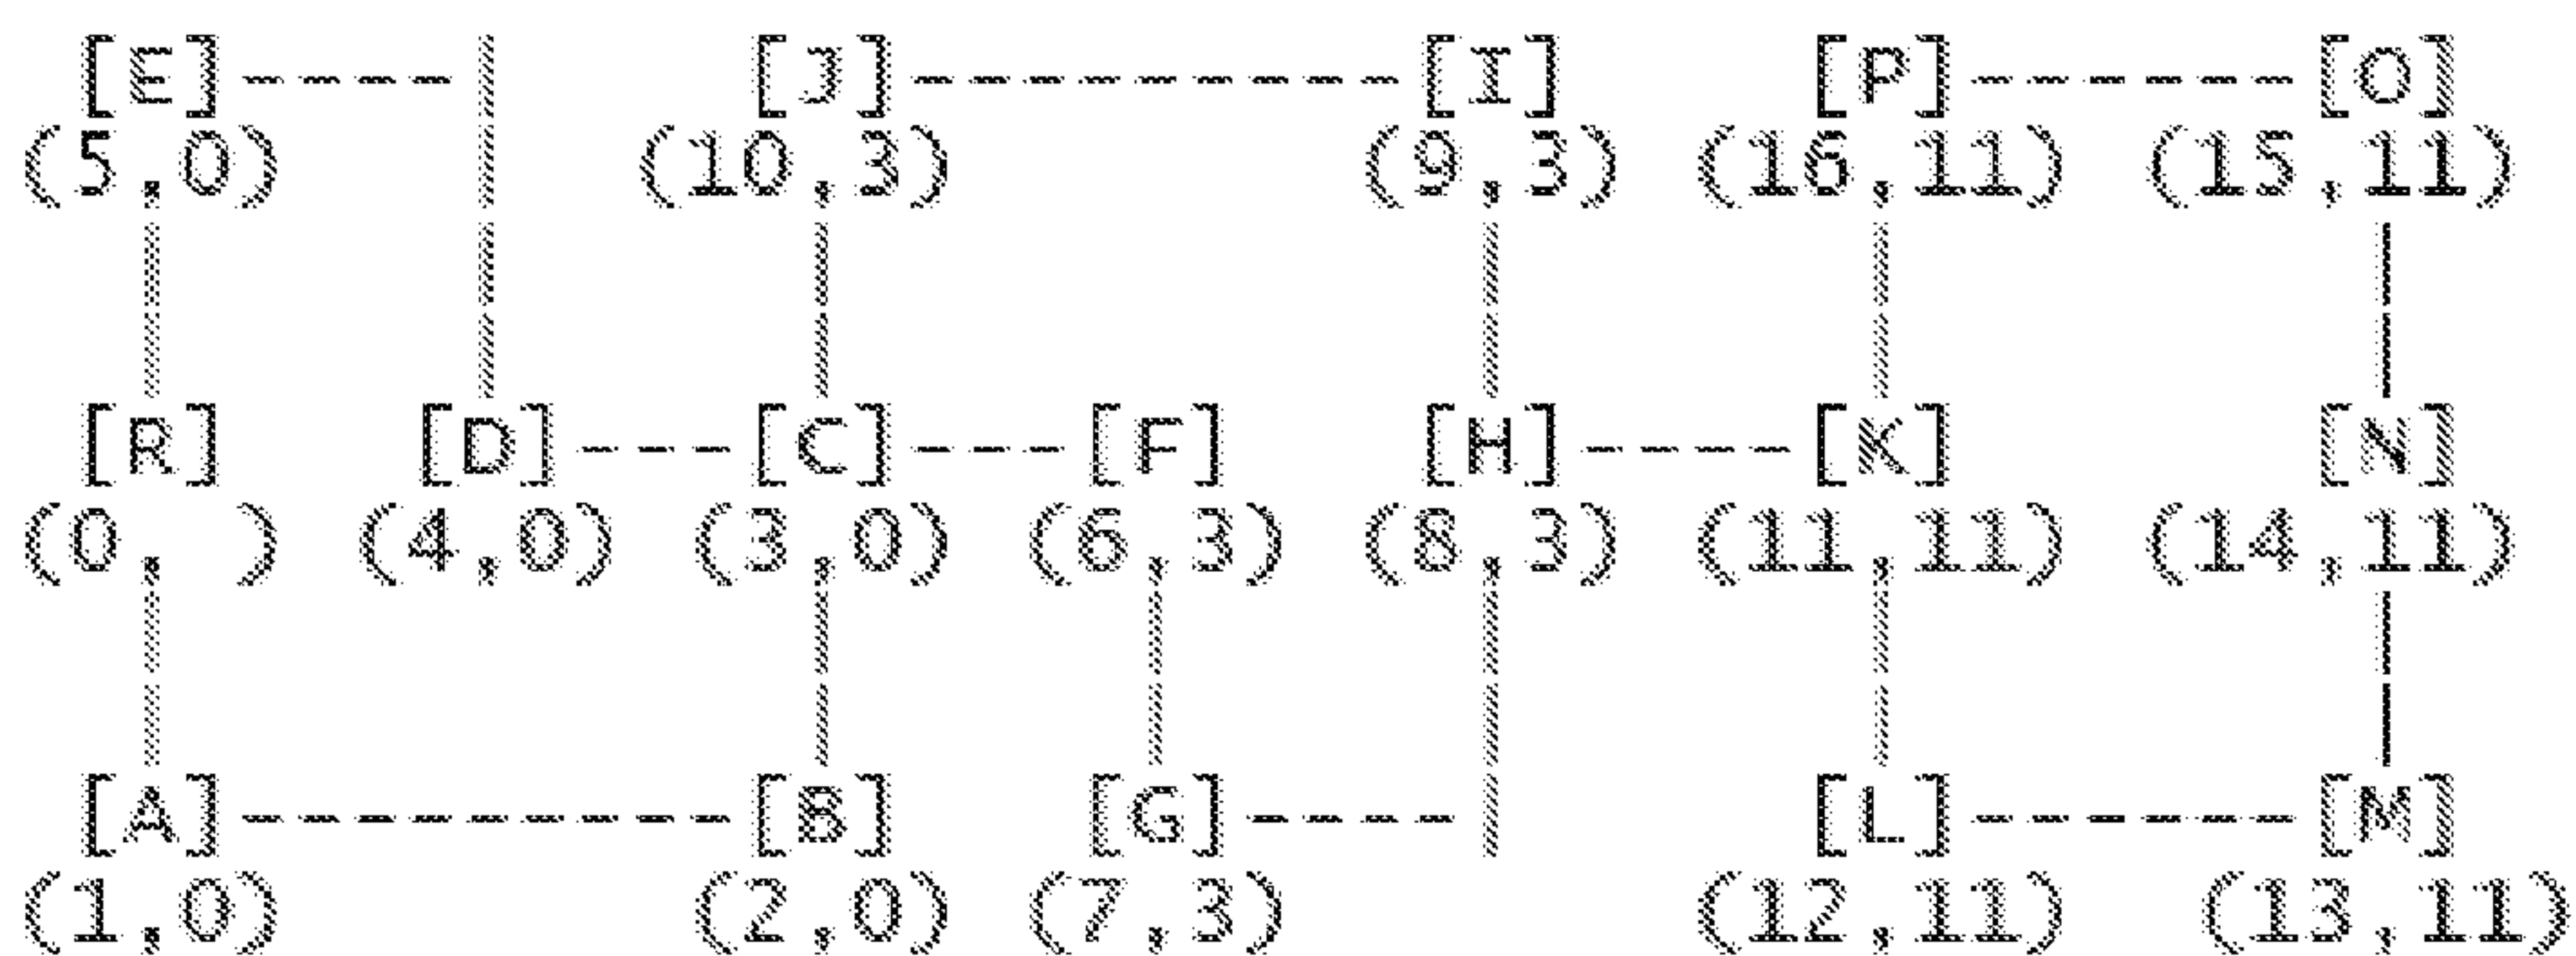 [E]---- | [J]---------[I] [P]------[O]
(5,0) | (10,3) (9,3) (16,11) (15,11)
[R] [D]---[C]---[F] [H]----[K] [N]
(0, ) (4,0) (3,0) (6,3) (8,3) (11,11) (14,11)
[A]---------[B] [G]---- | [L]------[M]
(1,0) (2,0) (7,3) (12,11) (13,11)